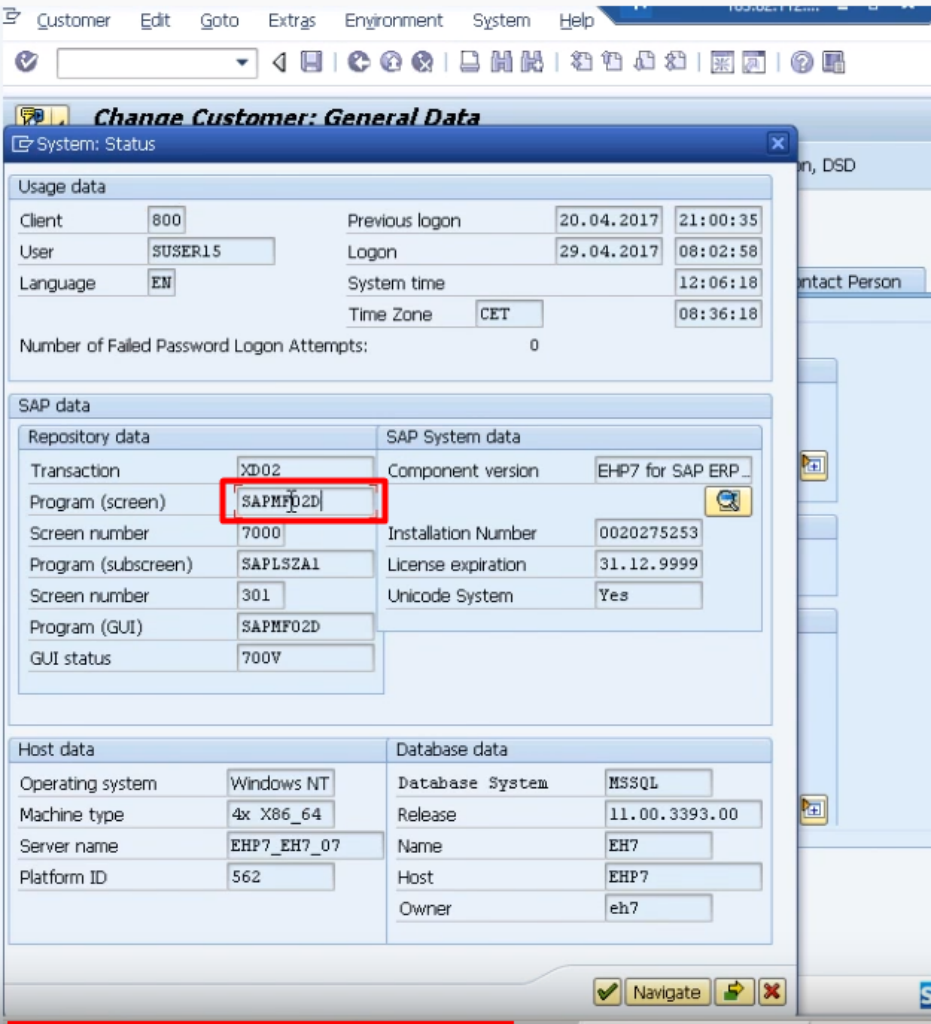 Customer Edit Goto Extras Environment System Help
Change Customer: General Data
System: Status
on, DSD
Usage data
Client 800 Previous logon 20.04.2017 21:00:35
User SUSER15 Logon 29.04.2017 08:02:58
Language EN System time 12:06:18
ontact Person
Time Zone CET 08:36:18
Number of Failed Password Logon Attempts: 0
SAP data
Repository data SAP System data
Transaction XD02 Component version EHP7 for SAP ERP
Program (screen) SAPMF02D
Screen number 7000 Installation Number 0020275253
Program (subscreen) SAPLSZA1 License expiration 31.12.9999
Screen number 301 Unicode System Yes
Program (GUI) SAPMF02D
GUI status 700V
Host data Database data
Operating system Windows NT Database System MSSQL
Machine type 4x X86_64 Release 11.00.3393.00
Server name EHP7_EH7_07 Name EH7
Platform ID 562 Host EHP7
Owner eh7
Navigate